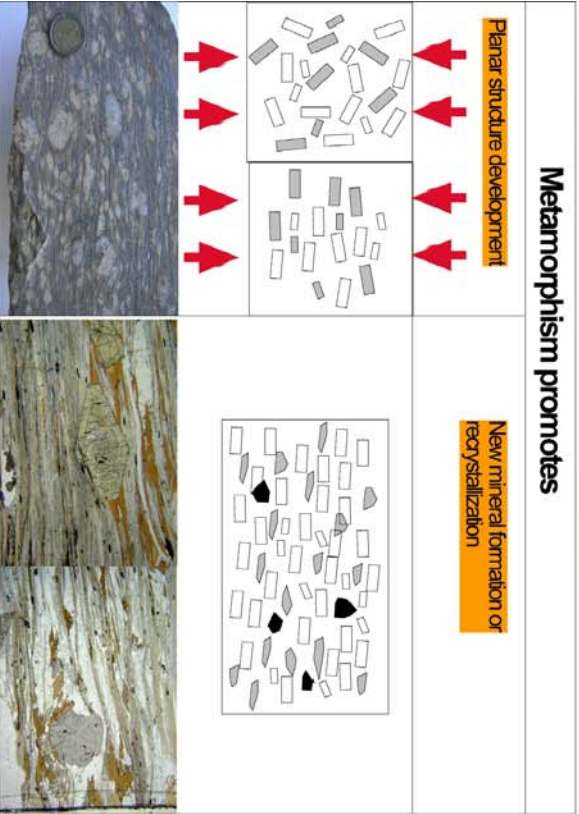 Metamorphism promotes
Planar structure development
New mineral formation or
recrystallization